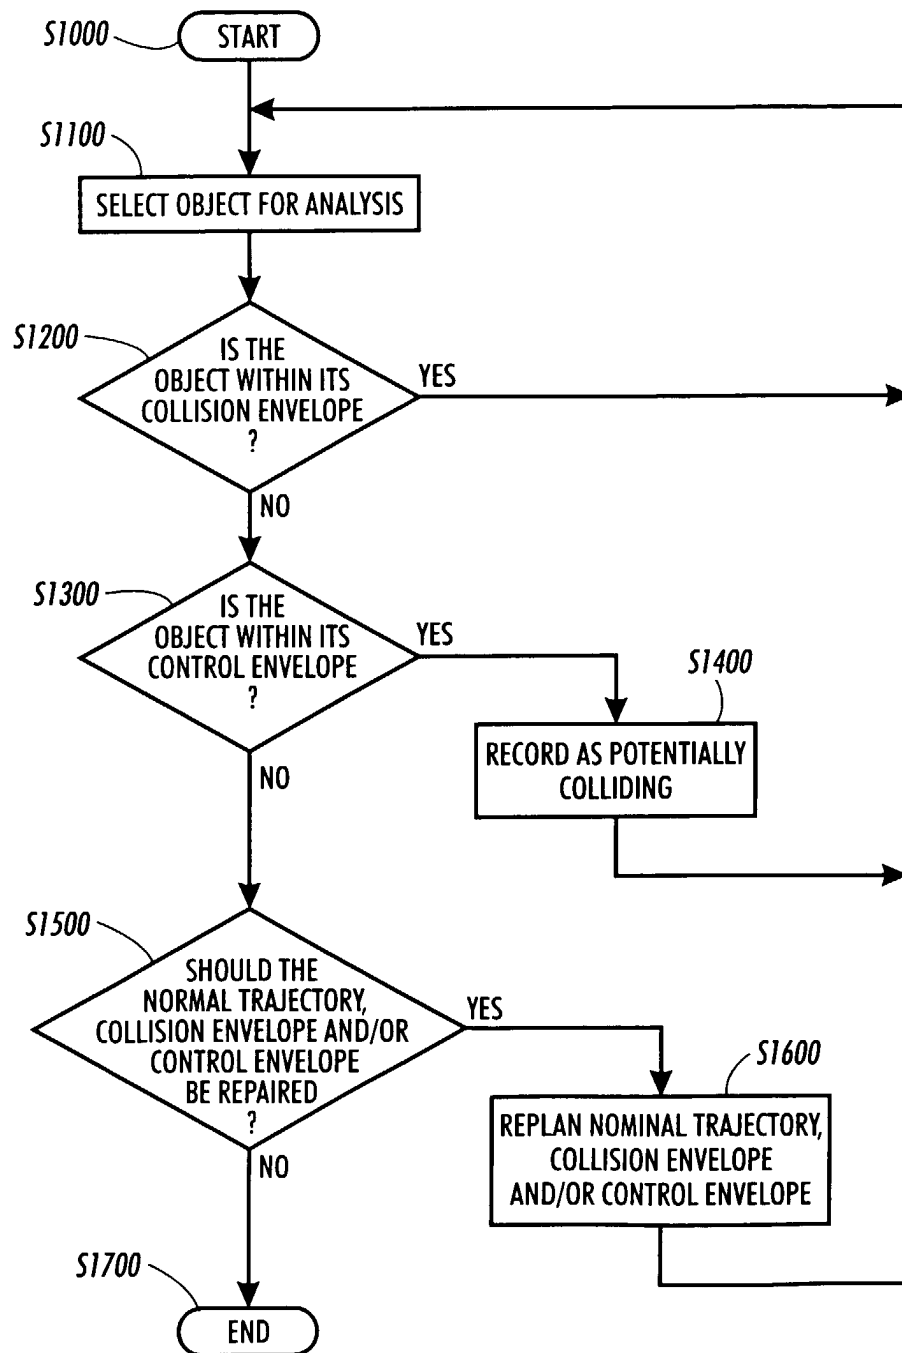 S1000
START
S1100
SELECT OBJECT FOR ANALYSIS
S1200
IS THE
OBJECT WITHIN ITS
COLLISION ENVELOPE
?
YES
NO
S1300
IS THE
OBJECT WITHIN ITS
CONTROL ENVELOPE
?
YES
S1400
RECORD AS POTENTIALLY
COLLIDING
NO
S1500
SHOULD THE
NORMAL TRAJECTORY,
COLLISION ENVELOPE AND/OR
CONTROL ENVELOPE
BE REPAIRED
?
YES
S1600
REPLAN NOMINAL TRAJECTORY,
COLLISION ENVELOPE
AND/OR CONTROL ENVELOPE
NO
S1700
END